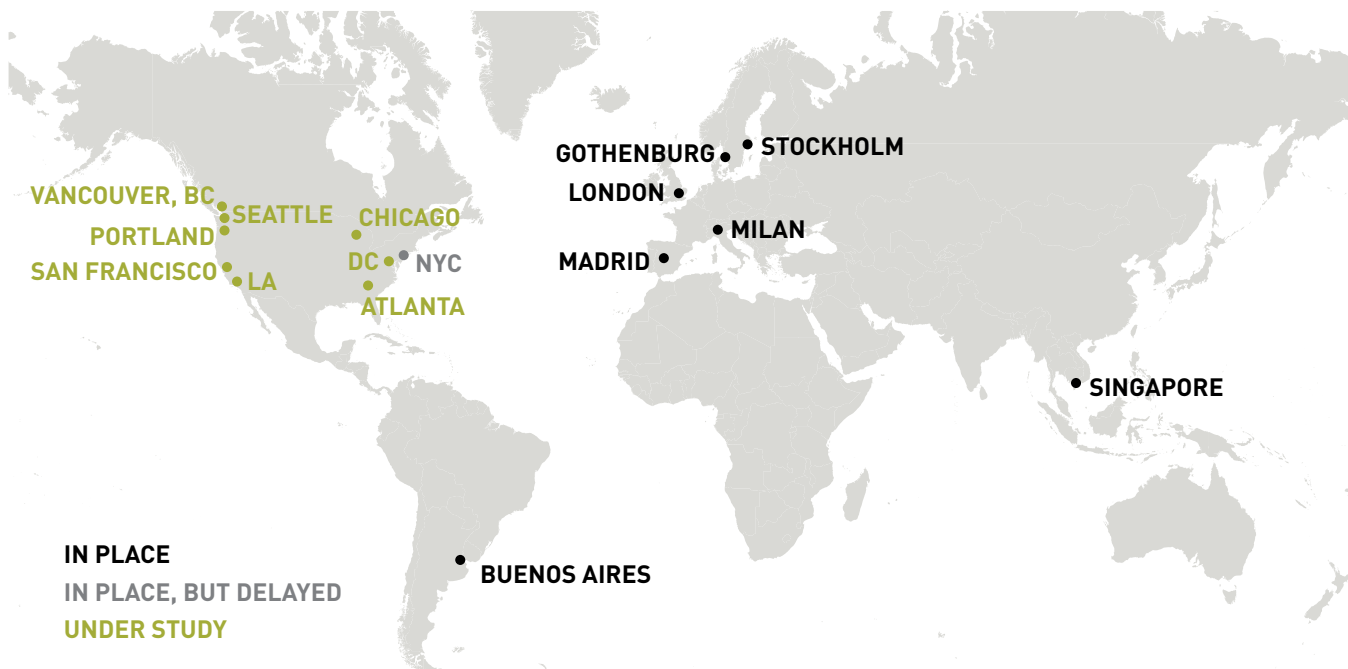 GOTHENBURG
STOCKHOLM
LONDON
VANCOUVER, BC
SEATTLE
CHICAGO
PORTLAND
MILAN
DC
NYC
MADRID
SAN FRANCISCO
LA
ATLANTA
SINGAPORE
BUENOS AIRES
IN PLACE
IN PLACE, BUT DELAYED
UNDER STUDY